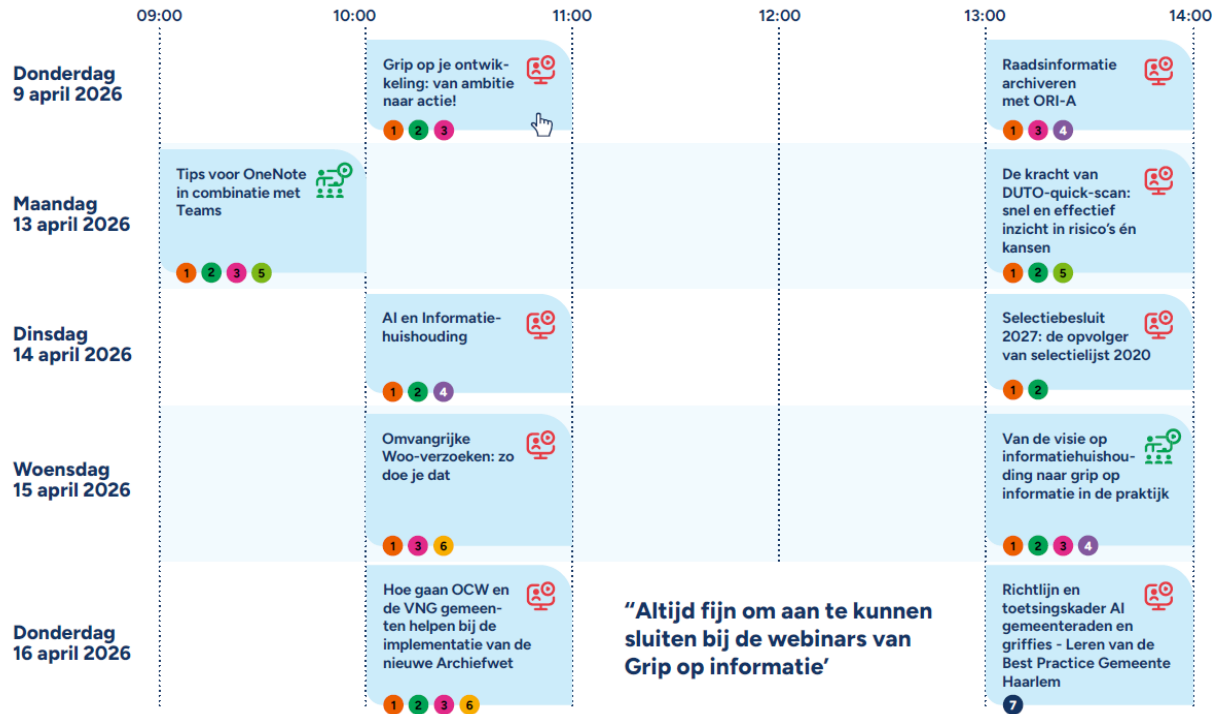 09:00 10:00 11:00 12:00 13:00 14:00
Donderdag
9 april 2026
Grip op je ontwik-
keling: van ambitie
naar actie!
1 2 3
Raadsinformatie
archiveren
met ORI-A
1 3 4
Maandag
13 april 2026
Tips voor OneNote
in combinatie met
Teams
1 2 3 5
De kracht van
DUTO-quick-scan:
snel en effectief
inzicht in risico's én
kansen
1 2 5
Dinsdag
14 april 2026
AI en Informatie-
huishouding
1 2 4
Selectiebesluit
2027: de opvolger
van selectielijst 2020
1 2
Woensdag
15 april 2026
Omvangrijke
Woo-verzoeken: zo
doe je dat
1 3 6
Van de visie op
informatiehuishou-
ding naar grip op
informatie in de praktijk
1 2 3 4
Donderdag
16 april 2026
Hoe gaan OCW en
de VNG gemeen-
ten helpen bij de
implementatie van de
nieuwe Archiefwet
1 2 3 6
“Altijd fijn om aan te kunnen
sluiten bij de webinars van
Grip op informatie’
Richtlijn en
toetsingskader AI
gemeenteraden en
griffies - Leren van de
Best Practice Gemeente
Haarlem
7